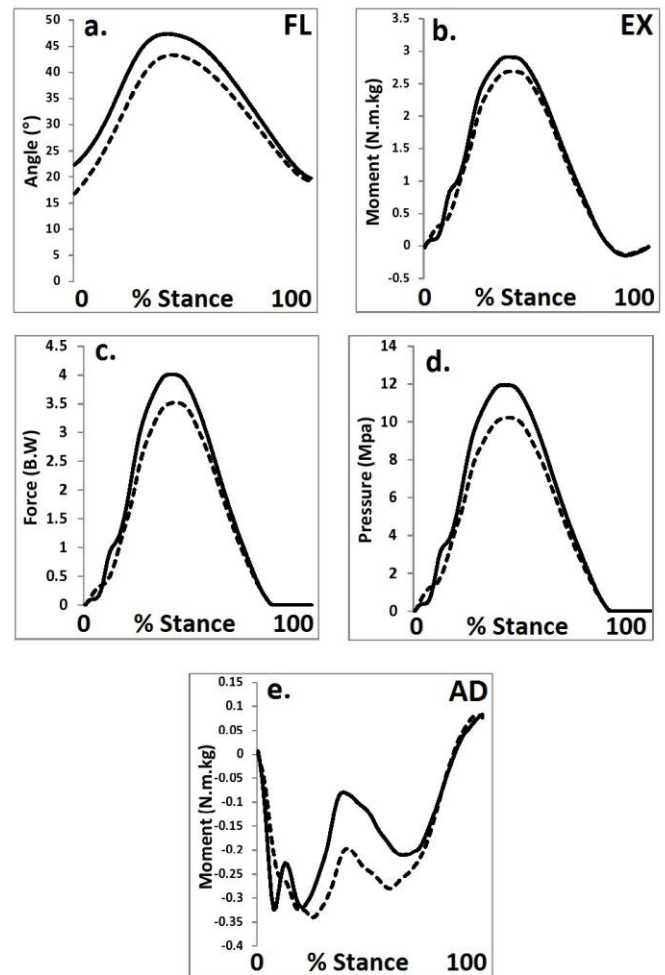 a.
FL
Angle (°)
50
45
40
35
30
25
20
15
10
5
0
0 % Stance 100
b.
EX
Moment (N.m.kg)
3.5
3
2.5
2
1.5
1
0.5
0
-0.5
0 % Stance 100
c.
Force (B.W)
4.5
4
3.5
3
2.5
2
1.5
1
0.5
0
0 % Stance 100
d.
Pressure (Mpa)
14
12
10
8
6
4
2
0
0 % Stance 100
e.
AD
Moment (N.m.kg)
0.15
0.1
0.05
0
-0.05
-0.1
-0.15
-0.2
-0.25
-0.3
-0.35
-0.4
0 % Stance 100